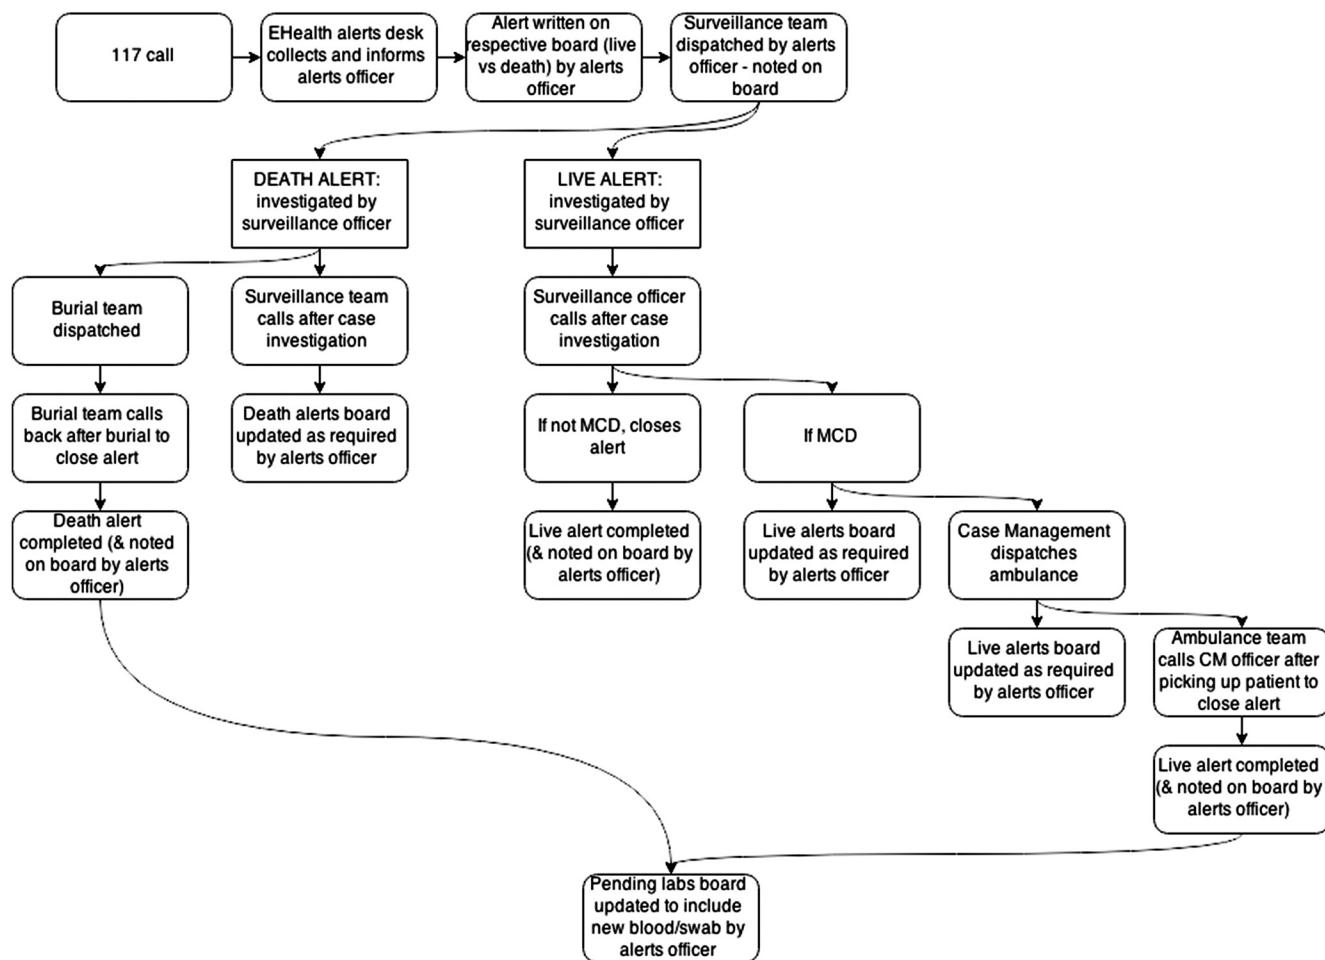 117 call
EHealth alerts desk
collects and informs
alerts officer
Alert written on
respective board (live
vs death) by alerts
officer
Surveillance team
dispatched by alerts
officer - noted on
board
DEATH ALERT:
investigated by
surveillance officer
LIVE ALERT:
investigated by
surveillance officer
Burial team
dispatched
Surveillance team
calls after case
investigation
Surveillance officer
calls after case
investigation
Burial team calls
back after burial to
close alert
Death alerts board
updated as required
by alerts officer
If not MCD, closes
alert
If MCD
Death alert
completed (& noted
on board by alerts
officer)
Live alert completed
(& noted on board by
alerts officer)
Live alerts board
updated as required
by alerts officer
Case Management
dispatches
ambulance
Live alerts board
updated as required
by alerts officer
Ambulance team
calls CM officer after
picking up patient to
close alert
Live alert completed
(& noted on board by
alerts officer)
Pending labs board
updated to include
new blood/swab by
alerts officer